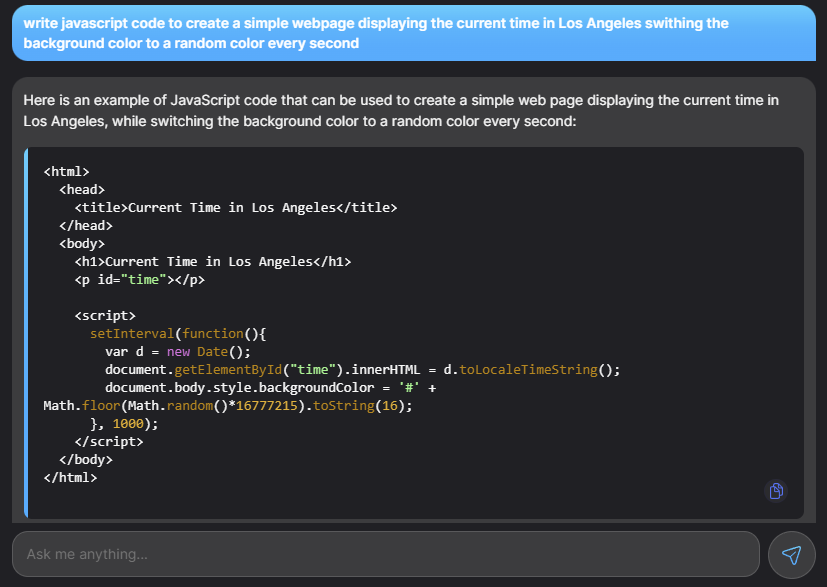 write javascript code to create a simple webpage displaying the current time in Los Angeles swithing the
background color to a random color every second
Here is an example of JavaScript code that can be used to create a simple web page displaying the current time in
Los Angeles, while switching the background color to a random color every second:
<html>
  <head>
    <title>Current Time in Los Angeles</title>
  </head>
  <body>
    <h1>Current Time in Los Angeles</h1>
    <p id="time"></p>

    <script>
      setInterval(function(){
        var d = new Date();
        document.getElementById("time").innerHTML = d.toLocaleTimeString();
        document.body.style.backgroundColor = '#' +
Math.floor(Math.random()*16777215).toString(16);
      }, 1000);
    </script>
  </body>
</html>
Ask me anything...